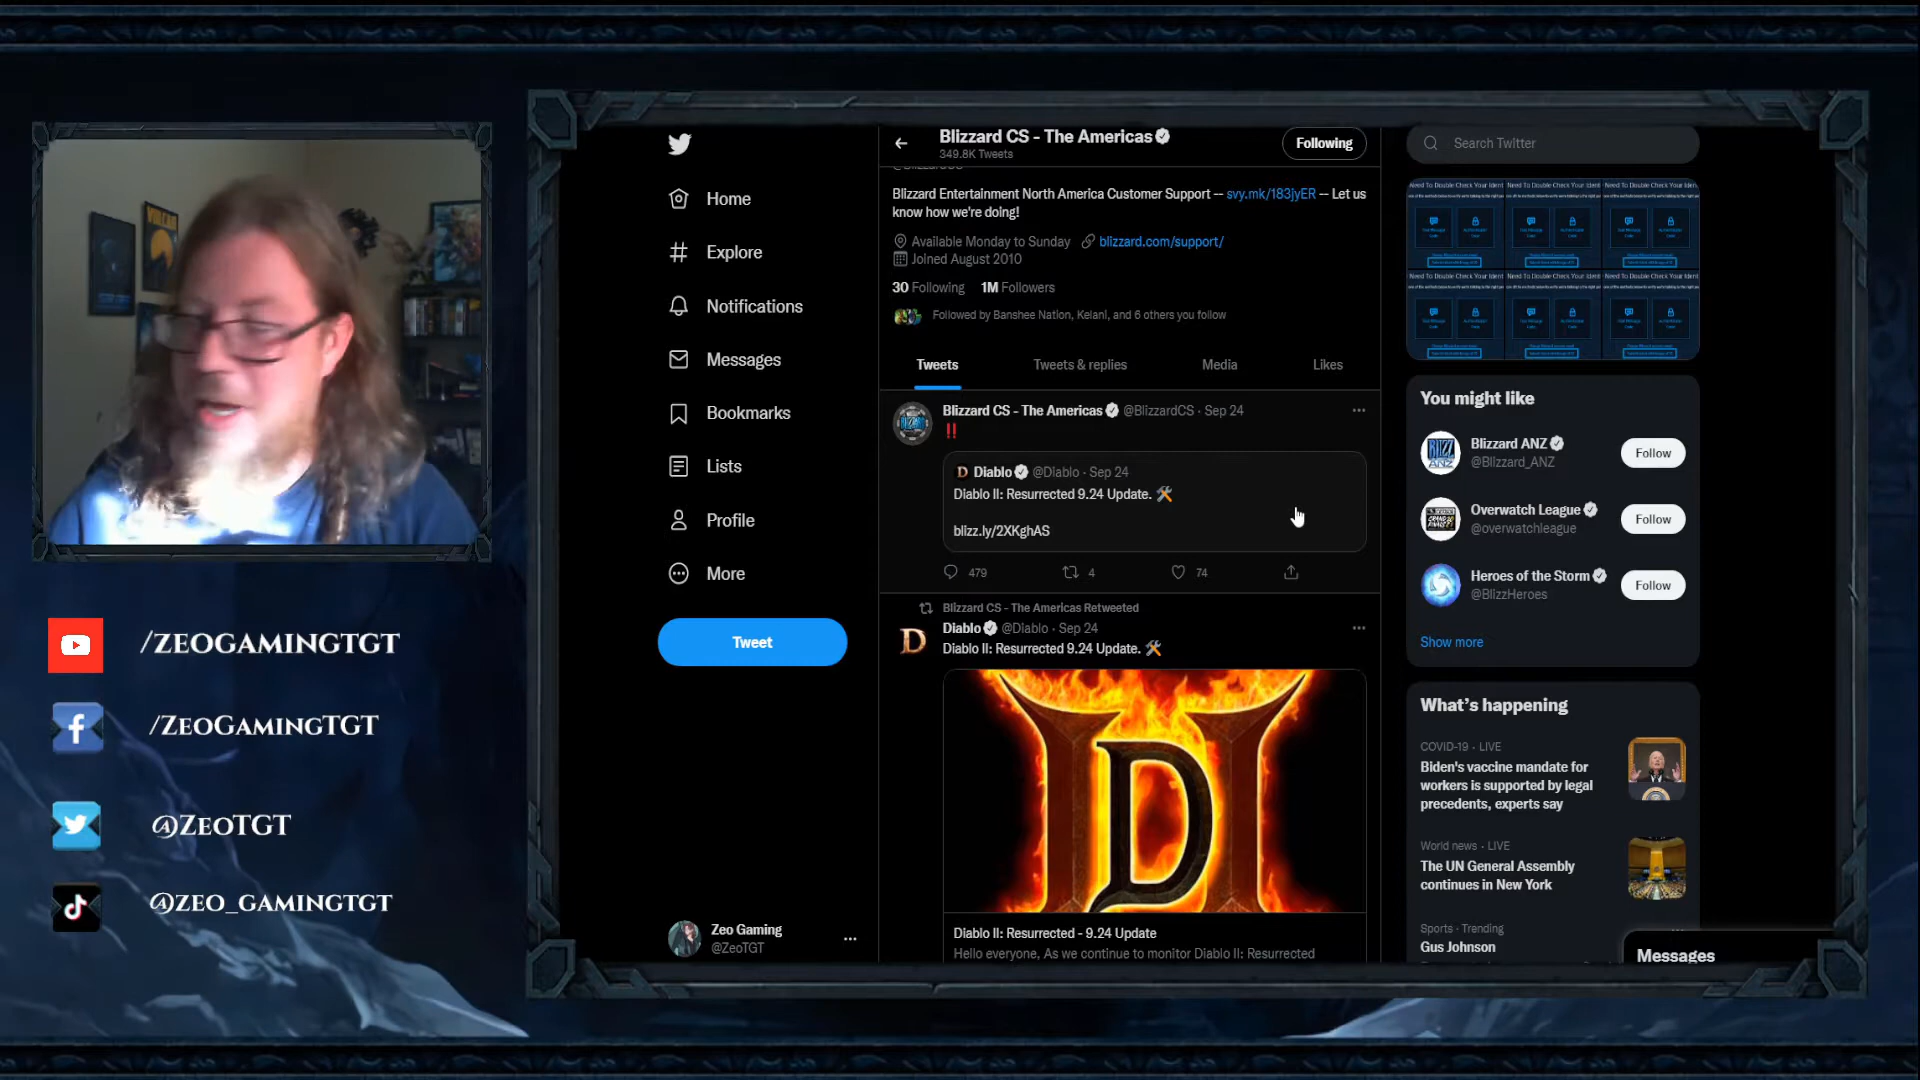 /ZEOGAMINGTGT
/ZEOGAMINGTGT
@ZEOTGT
@ZEO_GAMINGTGT
Home
Explore
Notifications
Messages
Bookmarks
Lists
Profile
More
Tweet
Zeo Gaming
@ZeoTGT
Blizzard CS - The Americas
349.8K Tweets
Following
Blizzard Entertainment North America Customer Support -- svy.mk/183jyER -- Let us
know how we're doing!
Available Monday to Sunday blizzard.com/support/
Joined August 2010
30 Following 1M Followers
Followed by Banshee Nation, Kelani, and 6 others you follow
Tweets Tweets & replies Media Likes
Blizzard CS - The Americas @BlizzardCS · Sep 24
‼
Diablo @Diablo · Sep 24
Diablo II: Resurrected 9.24 Update. 🛠
blizz.ly/2XKghAS
479 4 74
Blizzard CS - The Americas Retweeted
Diablo @Diablo · Sep 24
Diablo II: Resurrected 9.24 Update. 🛠
Diablo II: Resurrected - 9.24 Update
Hello everyone, As we continue to monitor Diablo II: Resurrected
Search Twitter
You might like
Blizzard ANZ
@Blizzard_ANZ
Follow
Overwatch League
@overwatchleague
Follow
Heroes of the Storm
@BlizzHeroes
Follow
Show more
What's happening
COVID-19 · LIVE
Biden's vaccine mandate for
workers is supported by legal
precedents, experts say
World news · LIVE
The UN General Assembly
continues in New York
Sports · Trending
Gus Johnson
Messages